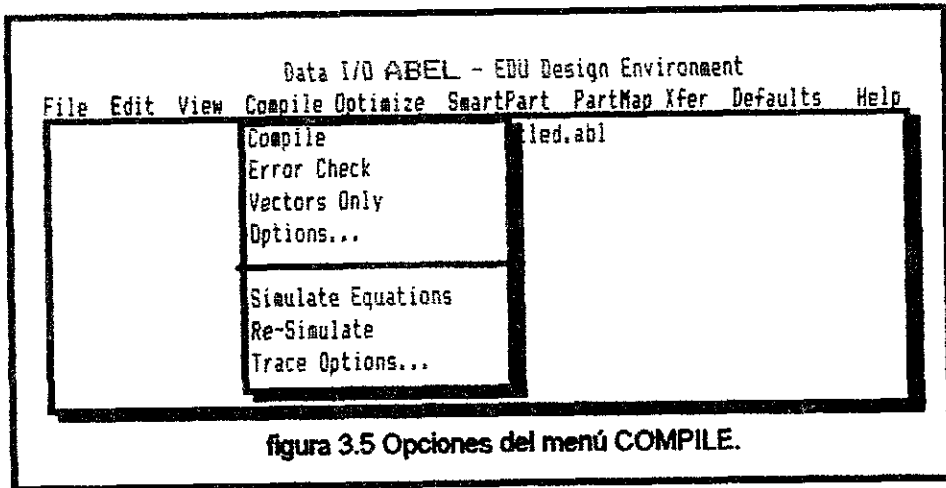 Data I/O ABEL - EDU Design Environment
File Edit View Compile Optimize SmartPart PartMap Xfer Defaults Help
Compile tled.abl
Error Check
Vectors Only
Options...
Simulate Equations
Re-Simulate
Trace Options...
figura 3.5 Opciones del menú COMPILE.